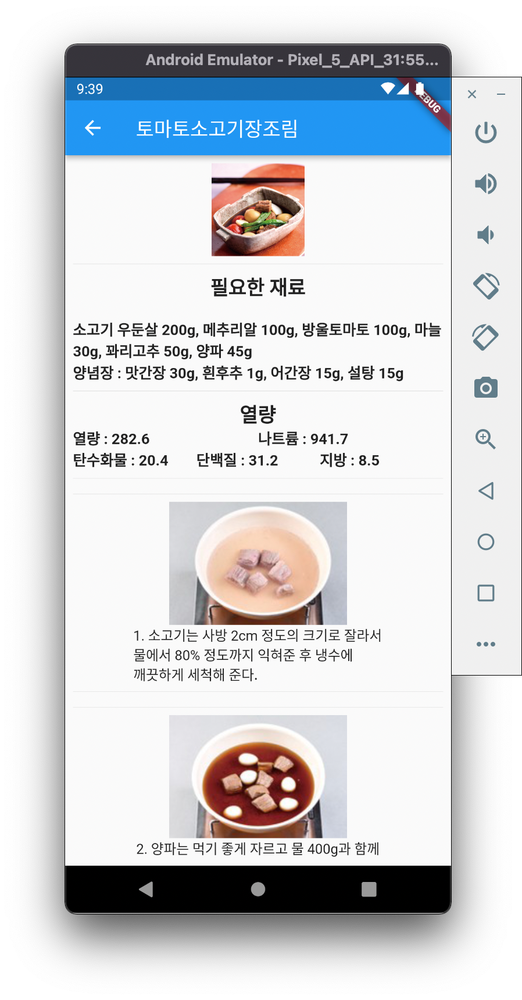 Android Emulator - Pixel_5_API_31:55...
9:39
토마토소고기장조림
필요한 재료
소고기 우둔살 200g, 메추리알 100g, 방울토마토 100g, 마늘
30g, 꽈리고추 50g, 양파 45g
양념장 : 맛간장 30g, 흰후추 1g, 어간장 15g, 설탕 15g
열량
열량 : 282.6 나트륨 : 941.7
탄수화물 : 20.4 단백질 : 31.2 지방 : 8.5
1. 소고기는 사방 2cm 정도의 크기로 잘라서
물에서 80% 정도까지 익혀준 후 냉수에
깨끗하게 세척해 준다.
2. 양파는 먹기 좋게 자르고 물 400g과 함께